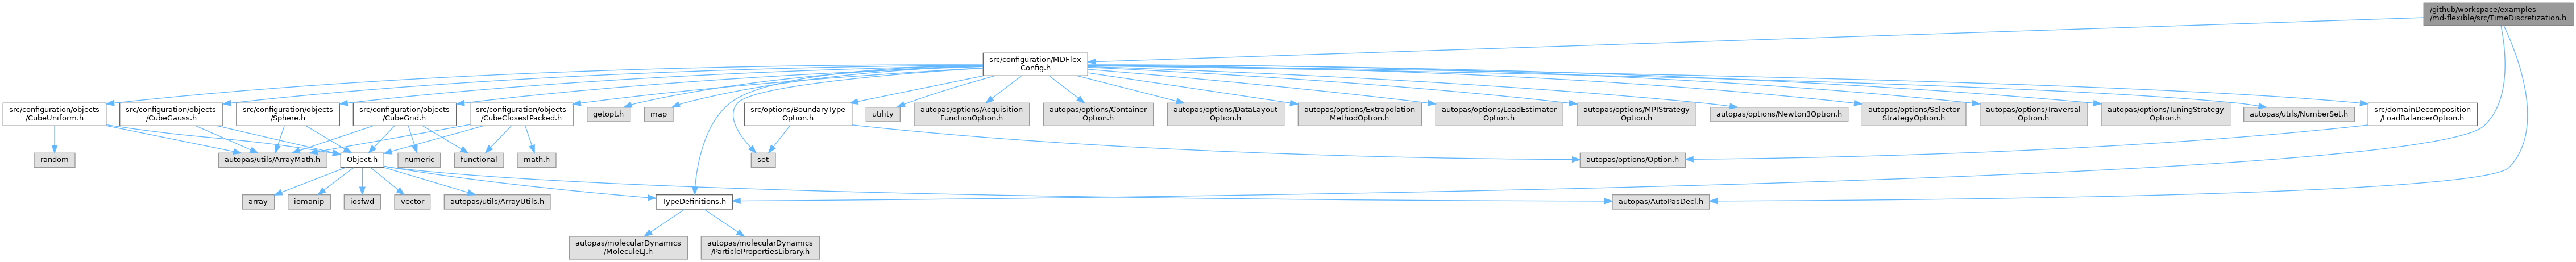 /github/workspace/examples
/md-flexible/src/TimeDiscretization.h
src/configuration/MDFlex
Config.h
src/configuration/objects
/CubeUniform.h
src/configuration/objects
/CubeGauss.h
src/configuration/objects
/Sphere.h
src/configuration/objects
/CubeGrid.h
src/configuration/objects
/CubeClosestPacked.h
getopt.h
map
src/options/BoundaryType
Option.h
utility
autopas/options/Acquisition
FunctionOption.h
autopas/options/Container
Option.h
autopas/options/DataLayout
Option.h
autopas/options/Extrapolation
MethodOption.h
autopas/options/LoadEstimator
Option.h
autopas/options/MPIStrategy
Option.h
autopas/options/Newton3Option.h
autopas/options/Selector
StrategyOption.h
autopas/options/Traversal
Option.h
autopas/options/TuningStrategy
Option.h
autopas/utils/NumberSet.h
src/domainDecomposition
/LoadBalancerOption.h
random
autopas/utils/ArrayMath.h
Object.h
numeric
functional
math.h
set
autopas/options/Option.h
array
iomanip
iosfwd
vector
autopas/utils/ArrayUtils.h
TypeDefinitions.h
autopas/AutoPasDecl.h
autopas/molecularDynamics
/MoleculeLJ.h
autopas/molecularDynamics
/ParticlePropertiesLibrary.h